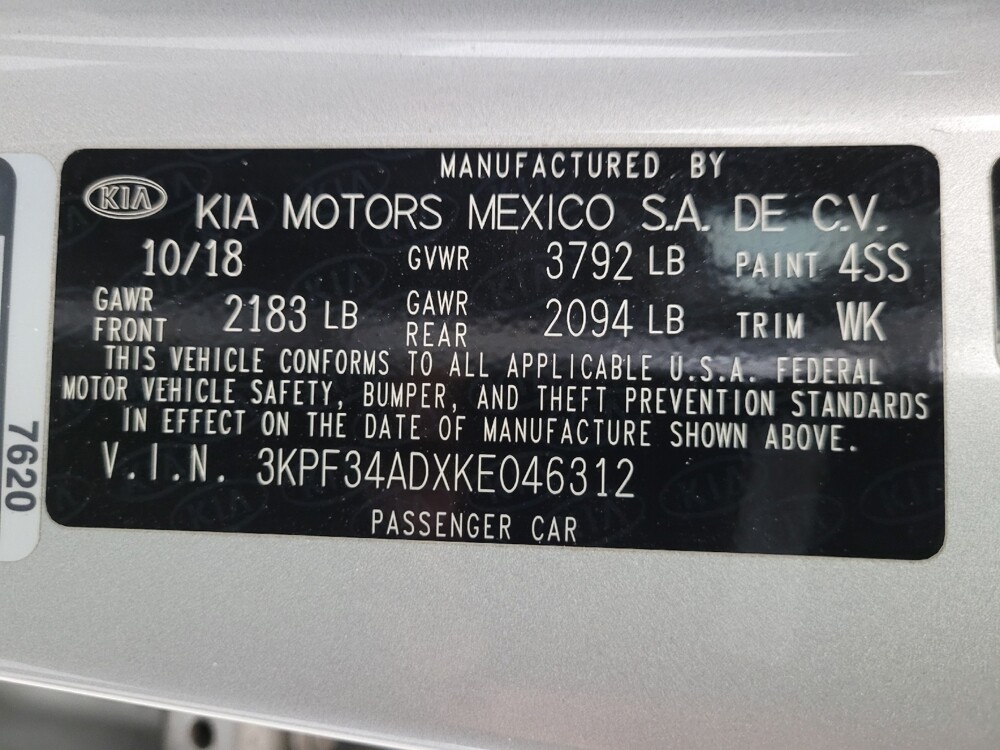 MANUFACTURED BY
KIA
KIA MOTORS MEXICO S.A. DE C.V.
10/18 GVWR 3792 LB PAINT 4SS
GAWR FRONT 2183 LB GAWR REAR 2094 LB TRIM WK
THIS VEHICLE CONFORMS TO ALL APPLICABLE U.S.A. FEDERAL
MOTOR VEHICLE SAFETY, BUMPER, AND THEFT PREVENTION STANDARDS
IN EFFECT ON THE DATE OF MANUFACTURE SHOWN ABOVE.
V.I.N. 3KPF34ADXKE046312
PASSENGER CAR
7620